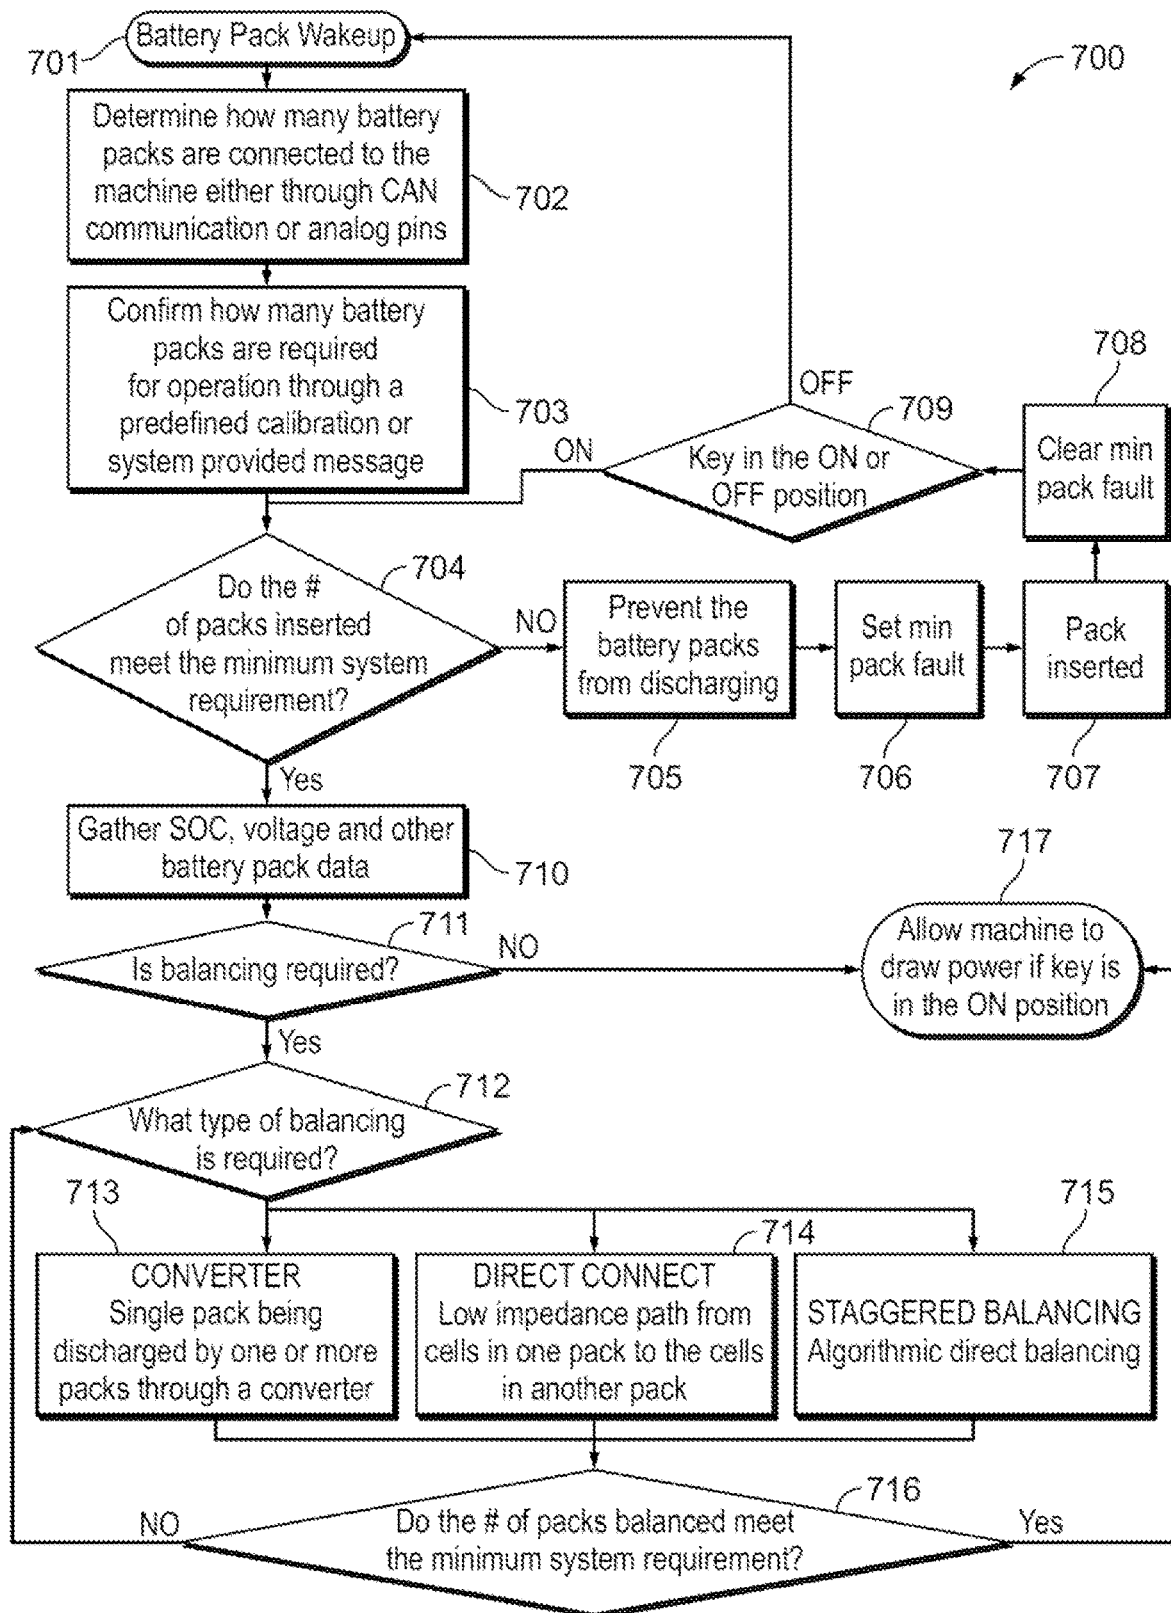 Battery Pack Wakeup
701
700
Determine how many battery
packs are connected to the
machine either through CAN
communication or analog pins
702
Confirm how many battery
packs are required
for operation through a
predefined calibration or
system provided message
703
OFF
709
708
ON
Key in the ON or
OFF position
Clear min
pack fault
704
Do the #
of packs inserted
meet the minimum system
requirement?
NO
Prevent the
battery packs
from discharging
Set min
pack fault
Pack
inserted
705
706
707
Yes
Gather SOC, voltage and other
battery pack data
710
717
711
NO
Is balancing required?
Allow machine to
draw power if key is
in the ON position
Yes
712
What type of balancing
is required?
713
714
715
CONVERTER
Single pack being
discharged by one or more
packs through a converter
DIRECT CONNECT
Low impedance path from
cells in one pack to the cells
in another pack
STAGGERED BALANCING
Algorithmic direct balancing
716
NO
Do the # of packs balanced meet
the minimum system requirement?
Yes